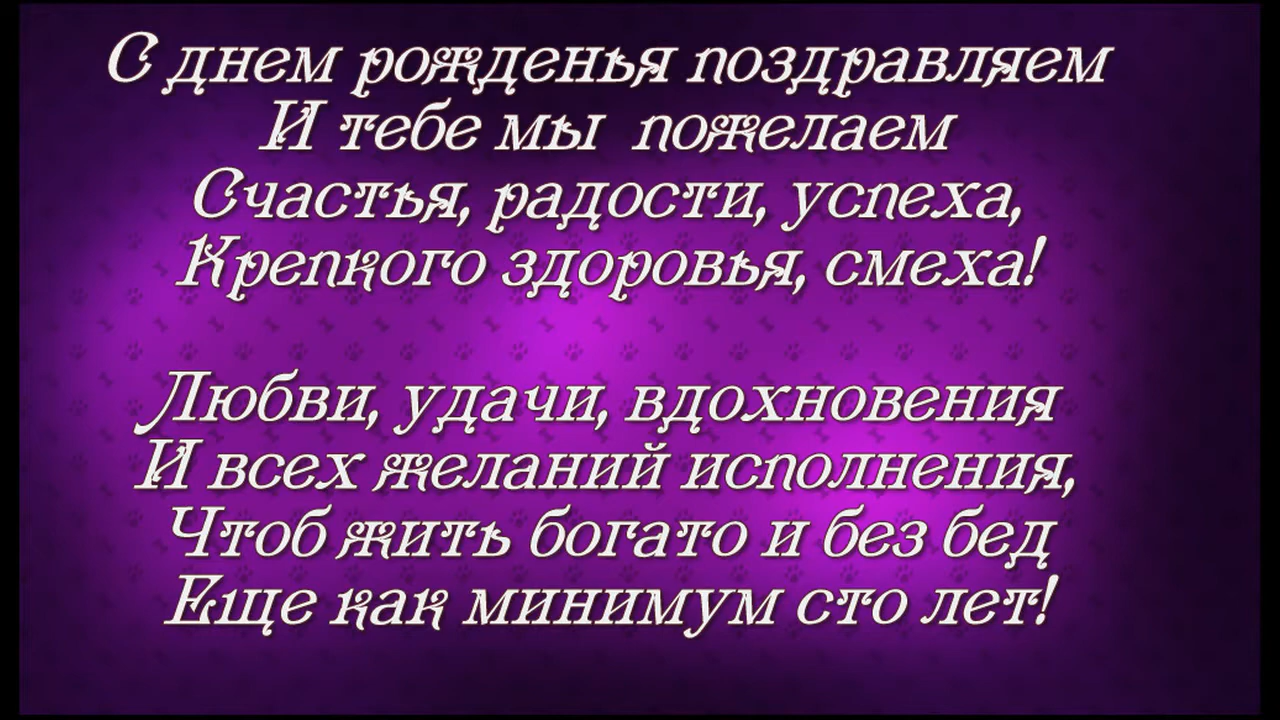 С днем рожденья поздравляем
И тебе мы пожелаем
Счастья, радости, успеха,
Крепкого здоровья, смеха!
Любви, удачи, вдохновения
И всех желаний исполнения,
Чтоб жить богато и без бед
Еще как минимум сто лет!